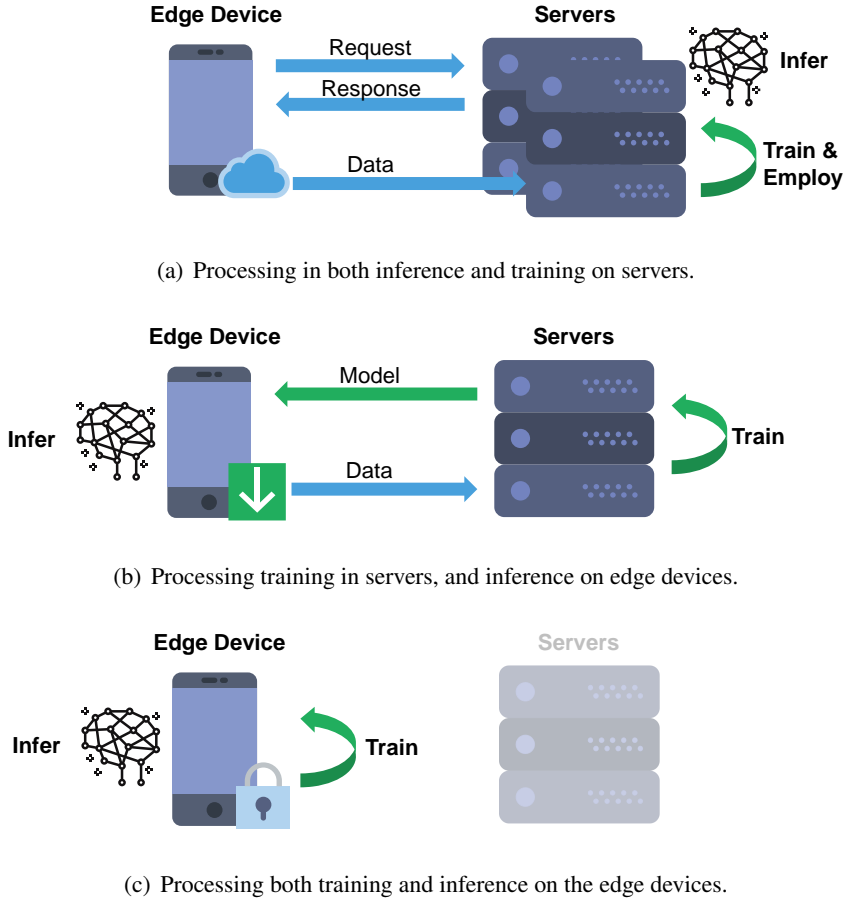 Edge Device
Servers
Request
Infer
Response
Train &
Employ
Data
(a) Processing in both inference and training on servers.
Edge Device
Servers
Model
Infer
Train
Data
(b) Processing training in servers, and inference on edge devices.
Edge Device
Servers
Infer
Train
(c) Processing both training and inference on the edge devices.